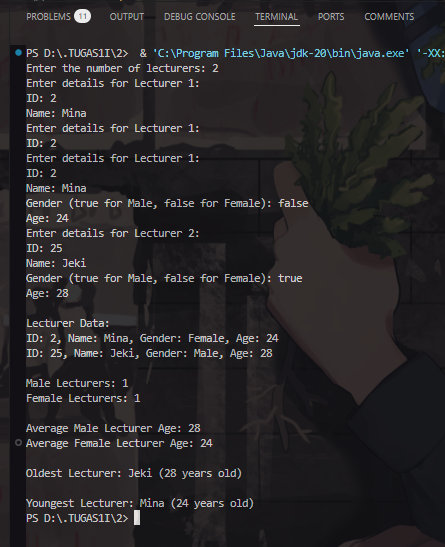 PROBLEMS 11 OUTPUT DEBUG CONSOLE TERMINAL PORTS COMMENTS
PS D:\.TUGAS1I\2> & 'C:\Program Files\Java\jdk-20\bin\java.exe' '-XX:
Enter the number of lecturers: 2
Enter details for Lecturer 1:
ID: 2
Name: Mina
Enter details for Lecturer 1:
ID: 2
Enter details for Lecturer 1:
ID: 2
Name: Mina
Gender (true for Male, false for Female): false
Age: 24
Enter details for Lecturer 2:
ID: 25
Name: Jeki
Gender (true for Male, false for Female): true
Age: 28
Lecturer Data:
ID: 2, Name: Mina, Gender: Female, Age: 24
ID: 25, Name: Jeki, Gender: Male, Age: 28
Male Lecturers: 1
Female Lecturers: 1
Average Male Lecturer Age: 28
Average Female Lecturer Age: 24
Oldest Lecturer: Jeki (28 years old)
Youngest Lecturer: Mina (24 years old)
PS D:\.TUGAS1I\2>